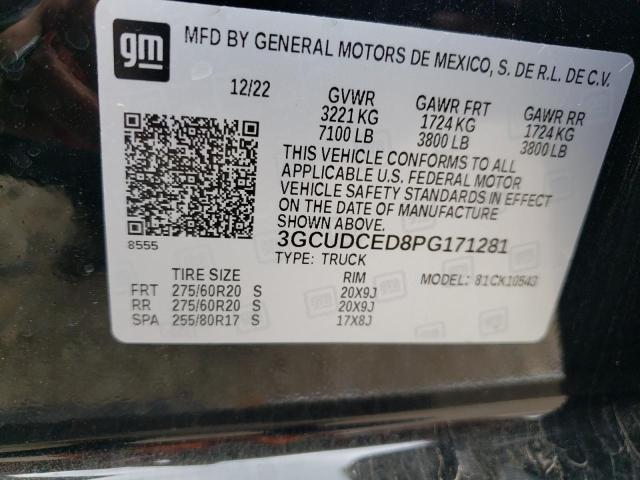 gm
MFD BY GENERAL MOTORS DE MEXICO, S. DE R.L. DE C.V.
12/22
GVWR GAWR FRT GAWR RR
3221 KG 1724 KG 1724 KG
7100 LB 3800 LB 3800 LB
THIS VEHICLE CONFORMS TO ALL
APPLICABLE U.S. FEDERAL MOTOR
VEHICLE SAFETY STANDARDS IN EFFECT
ON THE DATE OF MANUFACTURE
SHOWN ABOVE.
8555
3GCUDCED8PG171281
TYPE: TRUCK
TIRE SIZE RIM MODEL: 81CK10543
FRT 275/60R20 S 20X9J
RR 275/60R20 S 20X9J
SPA 255/80R17 S 17X8J